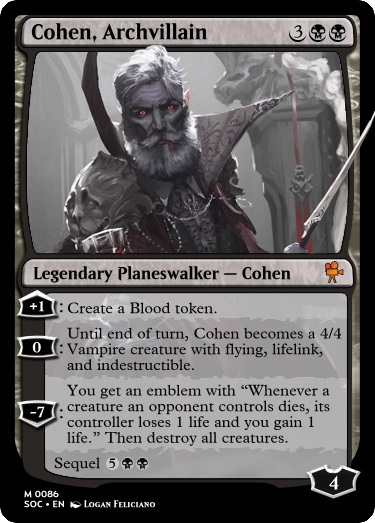 Cohen, Archvillain 3
Legendary Planeswalker — Cohen
+1: Create a Blood token.
Until end of turn, Cohen becomes a 4/4
0: Vampire creature with flying, lifelink,
and indestructible.
You get an emblem with “Whenever a
creature an opponent controls dies, its
-7: controller loses 1 life and you gain 1
life.” Then destroy all creatures.
Sequel 5
4
M 0086
SOC • EN Logan Feliciano